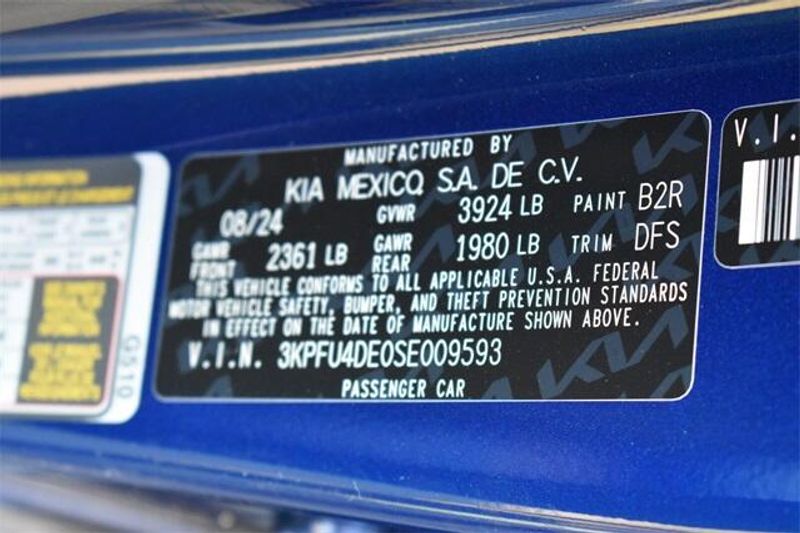 MANUFACTURED BY
KIA MEXICO S.A. DE C.V.
08/24 GVWR 3924 LB PAINT B2R
GAWR FRONT 2361 LB GAWR REAR 1980 LB TRIM DFS
THIS VEHICLE CONFORMS TO ALL APPLICABLE U.S.A. FEDERAL
MOTOR VEHICLE SAFETY, BUMPER, AND THEFT PREVENTION STANDARDS
IN EFFECT ON THE DATE OF MANUFACTURE SHOWN ABOVE.
V.I.N. 3KPFU4DE0SE009593
PASSENGER CAR
V.I.
G510